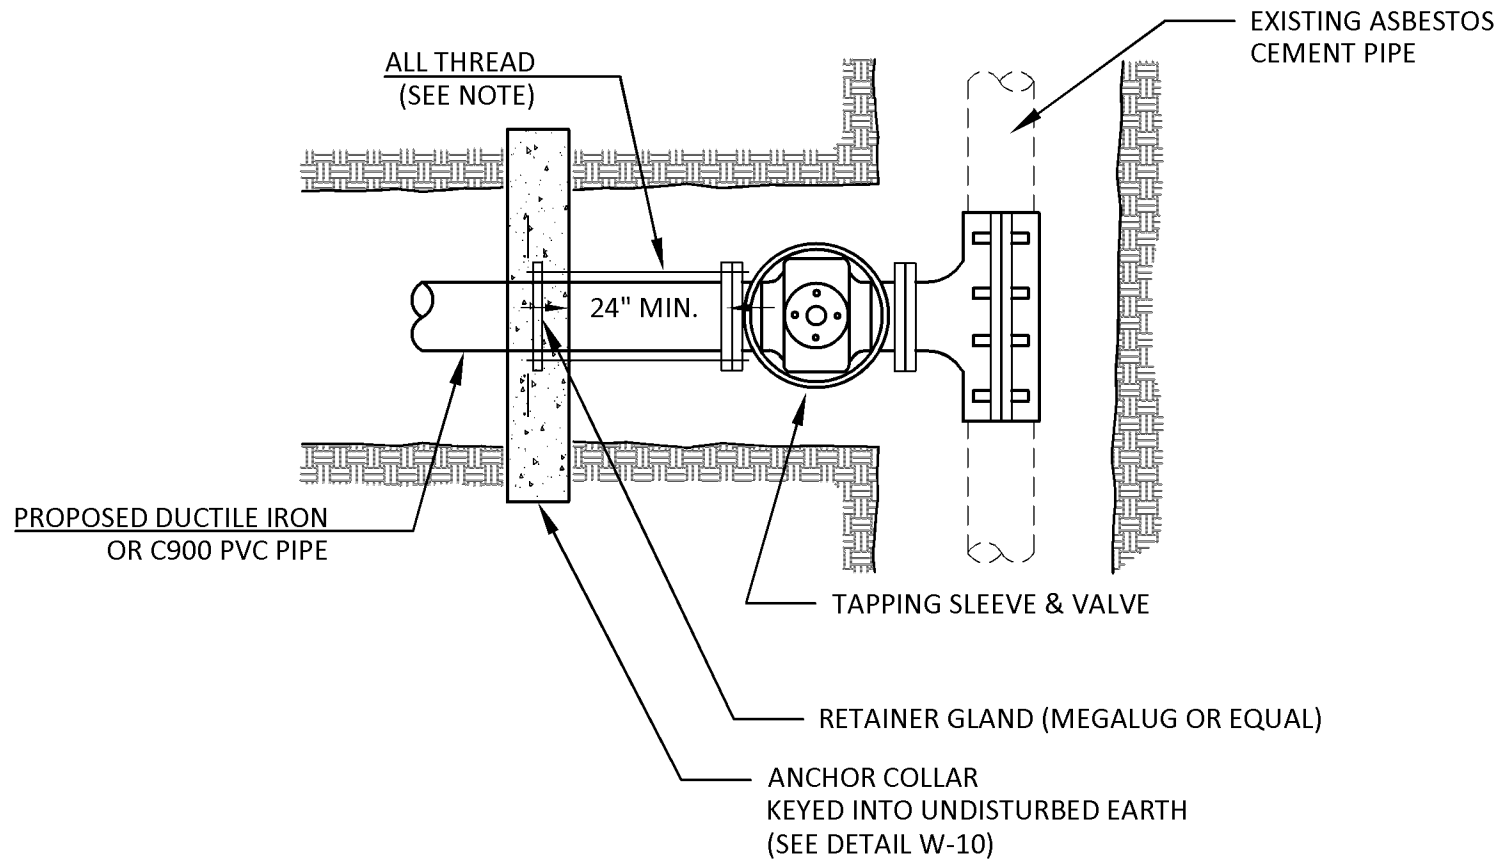 EXISTING ASBESTOS
CEMENT PIPE
ALL THREAD
(SEE NOTE)
24" MIN.
PROPOSED DUCTILE IRON
OR C900 PVC PIPE
TAPPING SLEEVE & VALVE
RETAINER GLAND (MEGALUG OR EQUAL)
ANCHOR COLLAR
KEYED INTO UNDISTURBED EARTH
(SEE DETAIL W-10)